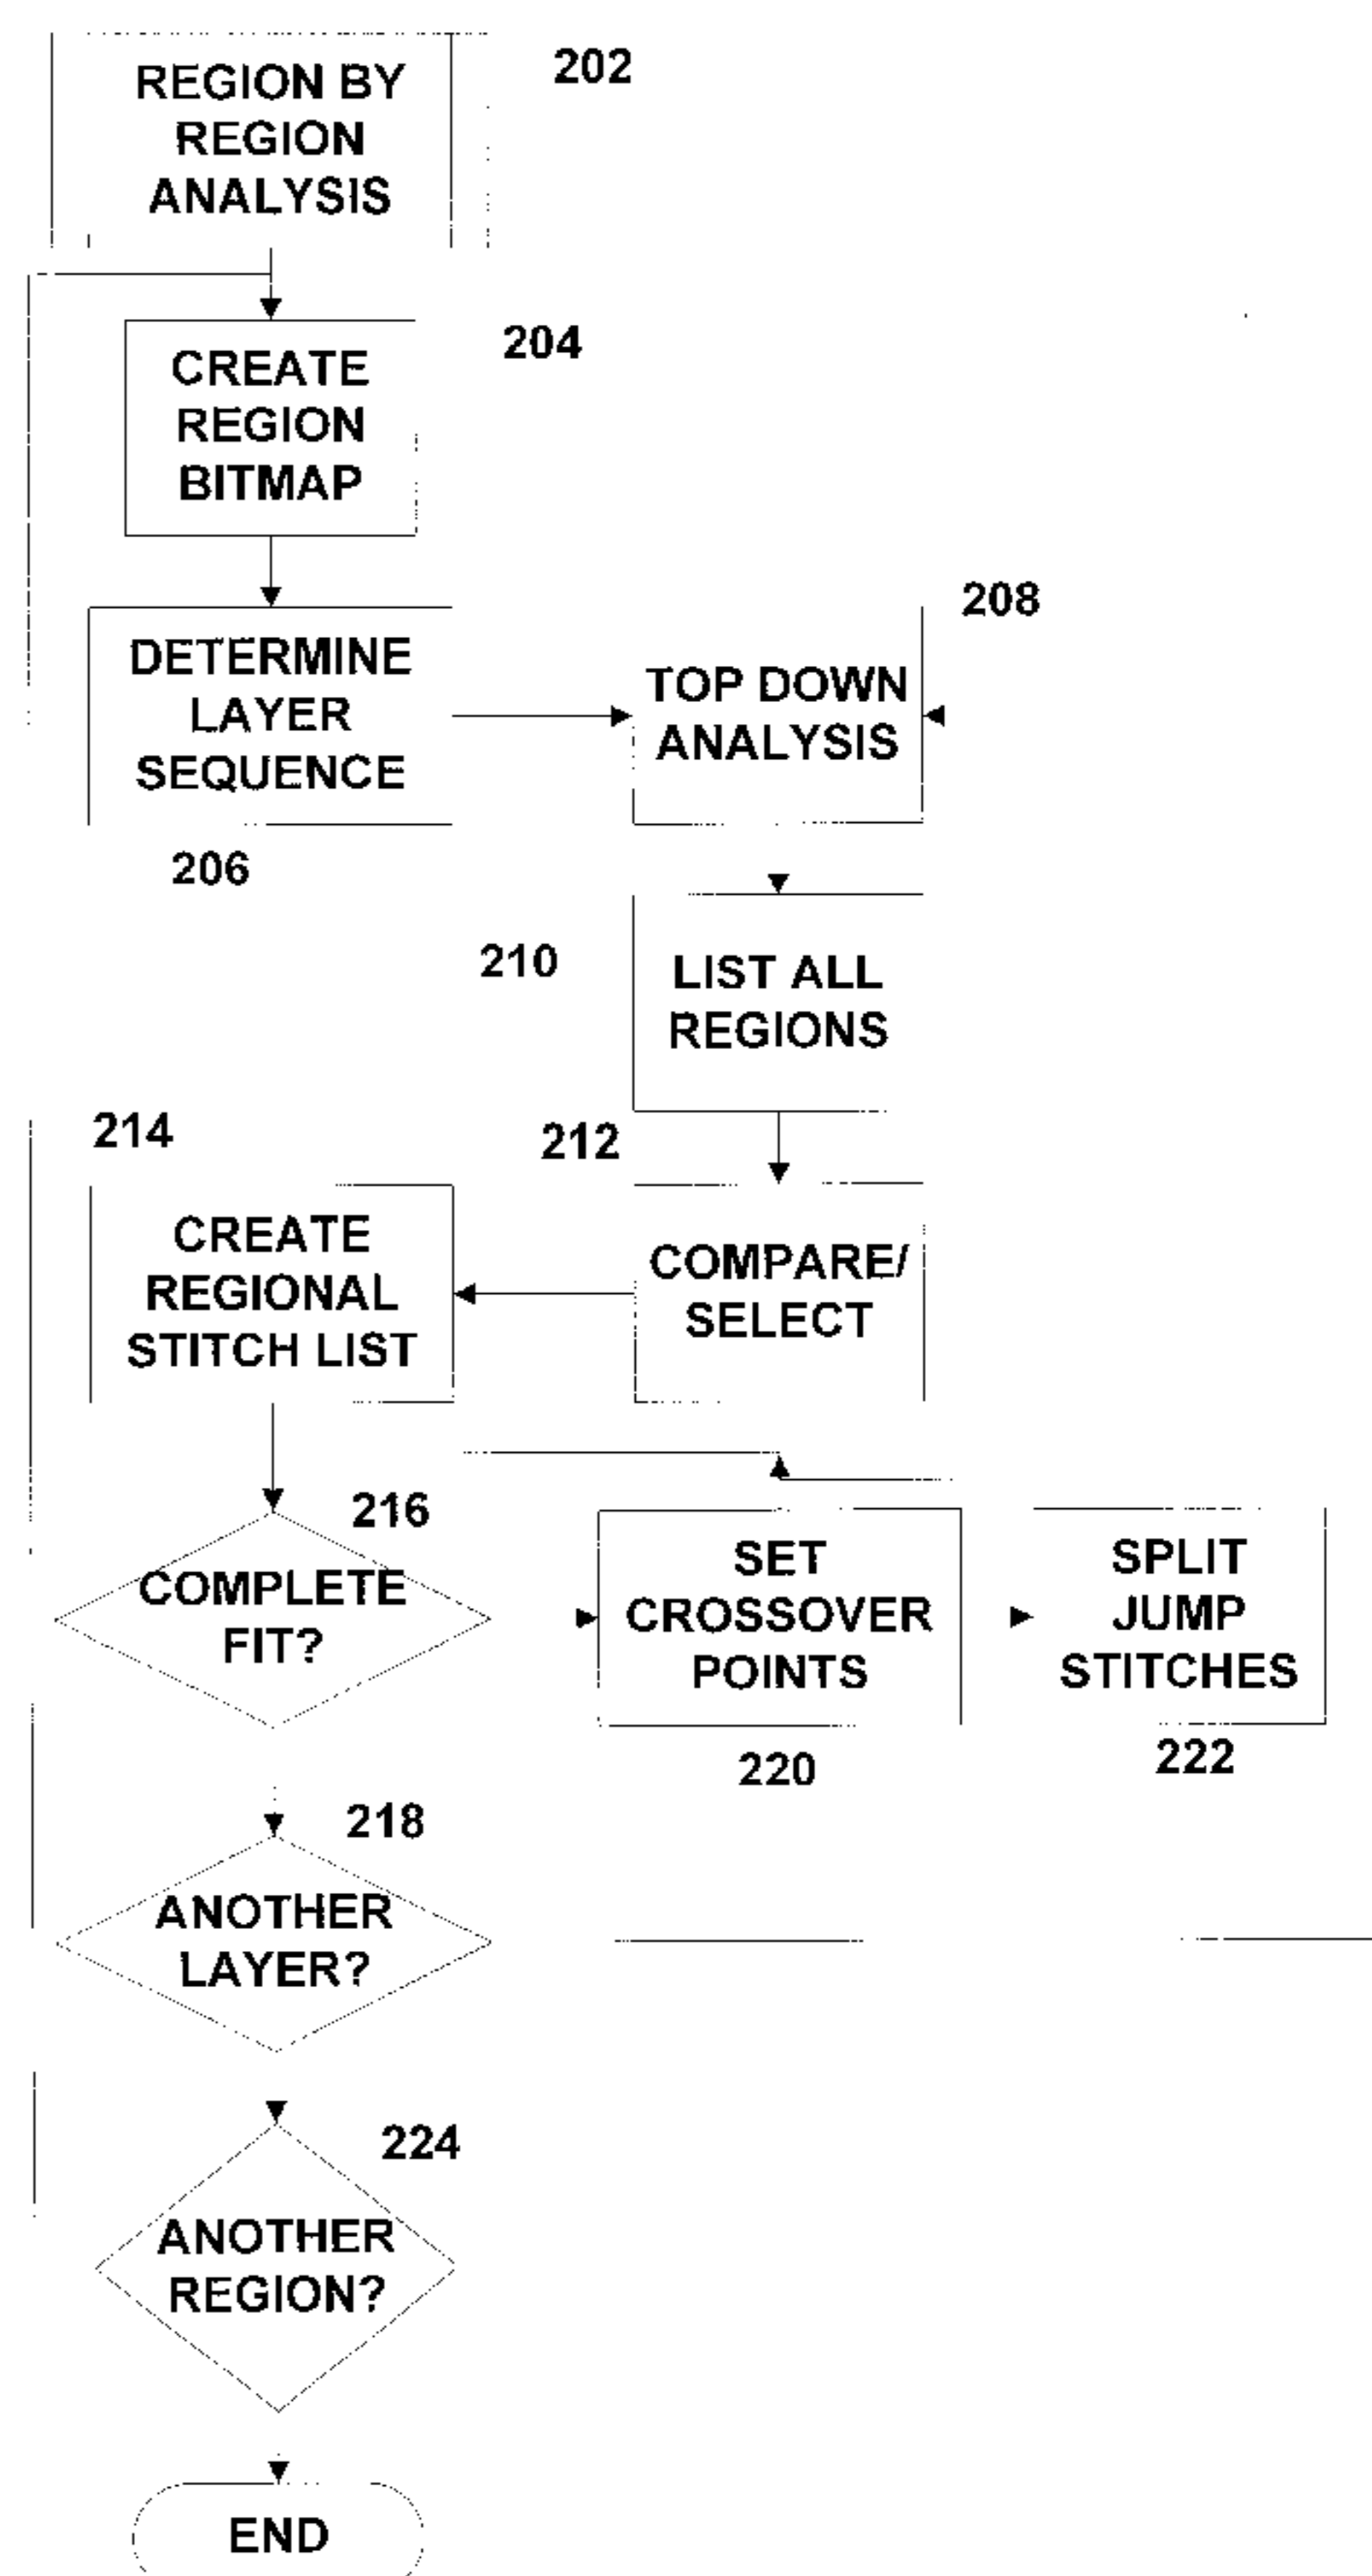 REGION BY
REGION
ANALYSIS
202
CREATE
REGION
BITMAP
204
DETERMINE
LAYER
SEQUENCE
206
TOP DOWN
ANALYSIS
208
LIST ALL
REGIONS
210
COMPARE/
SELECT
212
CREATE
REGIONAL
STITCH LIST
214
COMPLETE
FIT?
216
SET
CROSSOVER
POINTS
220
SPLIT
JUMP
STITCHES
222
ANOTHER
LAYER?
218
ANOTHER
REGION?
224
END